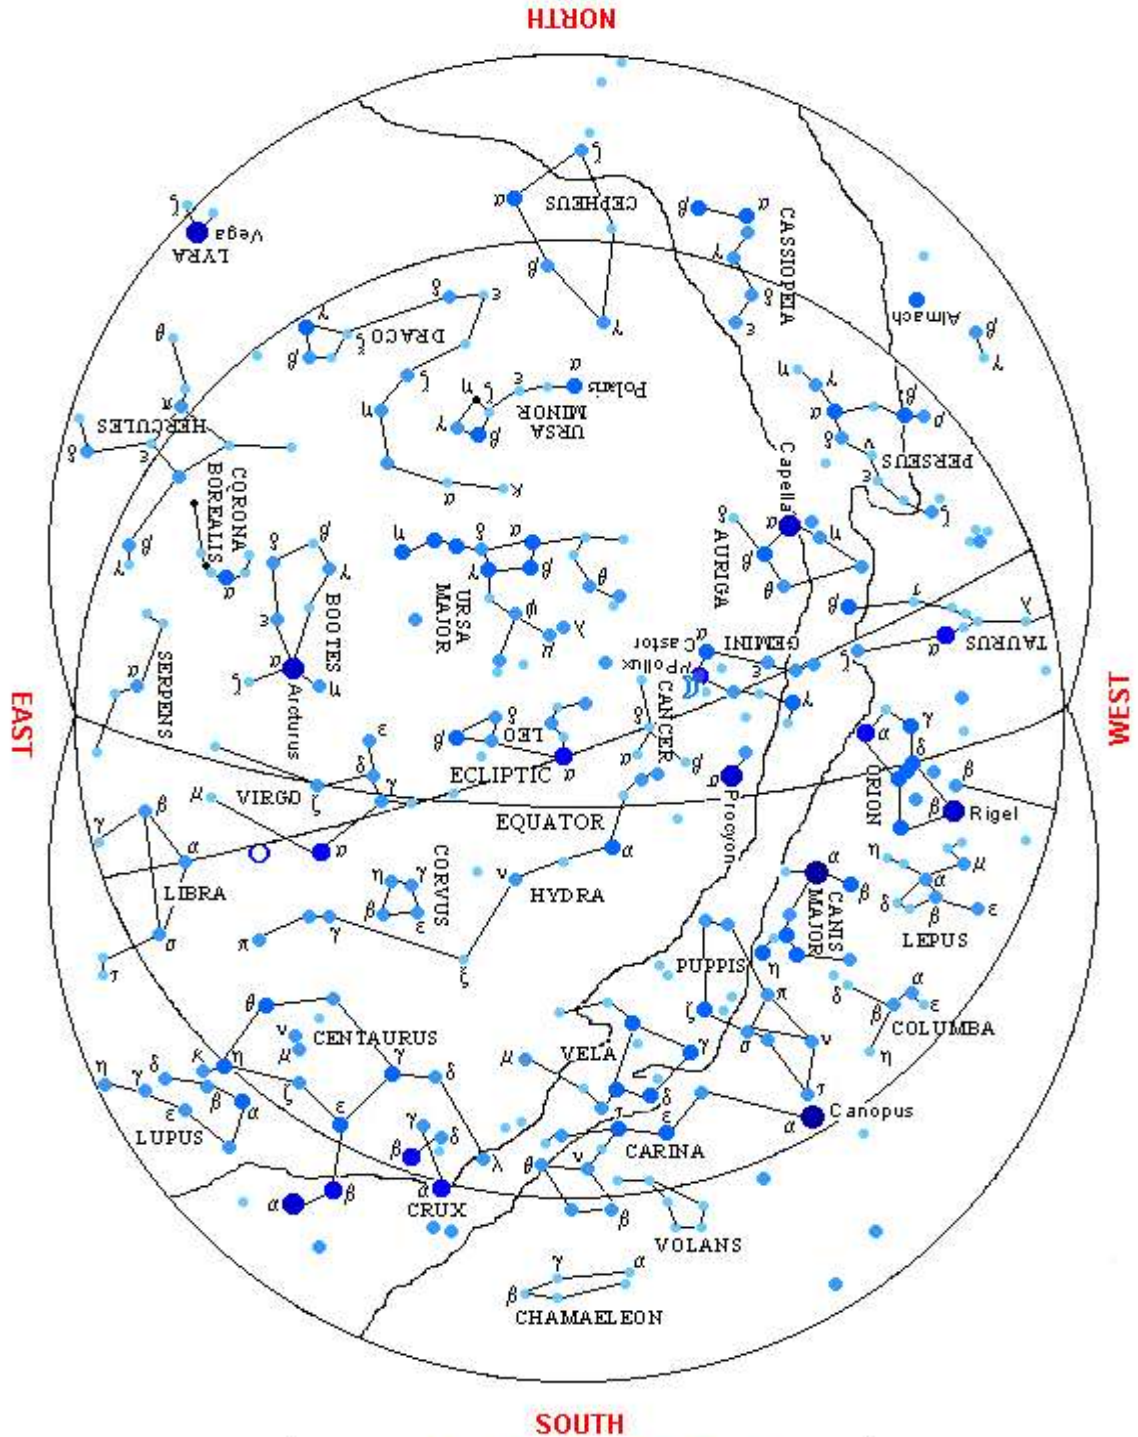 NORTH
ζ
CEPHEUS
α
β
γ
β
α
CASSIOPEIA
γ
δ
ε
ζ
Vega
LYRA
Almach
β
γ
δ
ε
γ
ξ
β
DRACO
ζ
η
α
κ
θ
π
HERCULES
δ
ε
β
γ
α
Polaris
ε
ζ
η
URSA
MINOR
γ
β
η
γ
α
β
ρ
δ
ν
PERSEUS
ε
ζ
CORONA
BOREALIS
α
β
δ
γ
ε
BOOTES
α
η
ζ
Arcturus
η
δ
α
γ
β
URSA
MAJOR
θ
ψ
λ
μ
Capella
α
η
δ
β
θ
AURIGA
β
τ
λ
TAURUS
α
ζ
α
Castor
GEMINI
β
Pollux
ε
γ
SERPENS
α
EAST
WEST
CANCER
δ
α
β
δ
LEO
β
α
ε
δ
γ
VIRGO
ζ
μ
α
ECLIPTIC
EQUATOR
α
Procyon
α
γ
δ
ORION
β
β
Rigel
β
γ
α
LIBRA
σ
τ
CORVUS
η
γ
β
ε
ν
HYDRA
α
π
γ
ζ
α
β
CANIS
MAJOR
η
η
μ
α
δ
β
ε
LEPUS
PUPPIS
ζ
π
σ
ν
τ
δ
α
β
ε
COLUMBA
η
θ
ν
μ
CENTAURUS
κ
η
γ
δ
ζ
ε
λ
β
α
η
γ
δ
β
α
ε
LUPUS
μ
VELA
γ
δ
τ
α
Canopus
ε
CARINA
θ
ν
β
γ
β
δ
α
CRUX
VOLANS
γ
α
β
CHAMAELEON
SOUTH